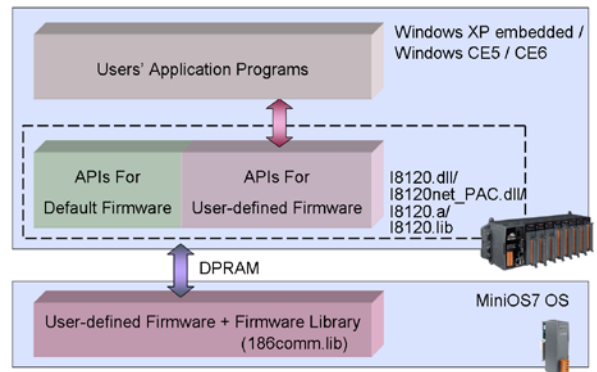 Windows XP embedded /
Windows CE5 / CE6
Users' Application Programs
APIs For
Default Firmware
APIs For
User-defined Firmware
I8120.dll/
I8120net_PAC.dll/
I8120.a/
I8120.lib
DPRAM
MiniOS7 OS
User-defined Firmware + Firmware Library
(186comm.lib)